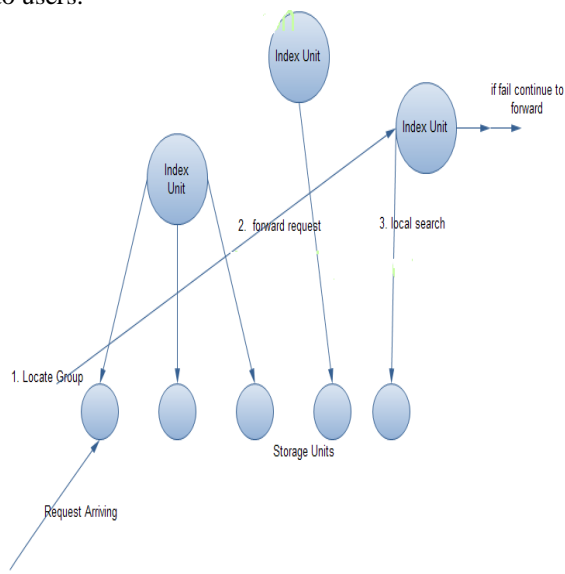 to users.
Index Unit
if fail continue to
forward
Index Unit
Index
Unit
2. forward request
3. local search
1. Locate Group
Storage Units
Request Arriving